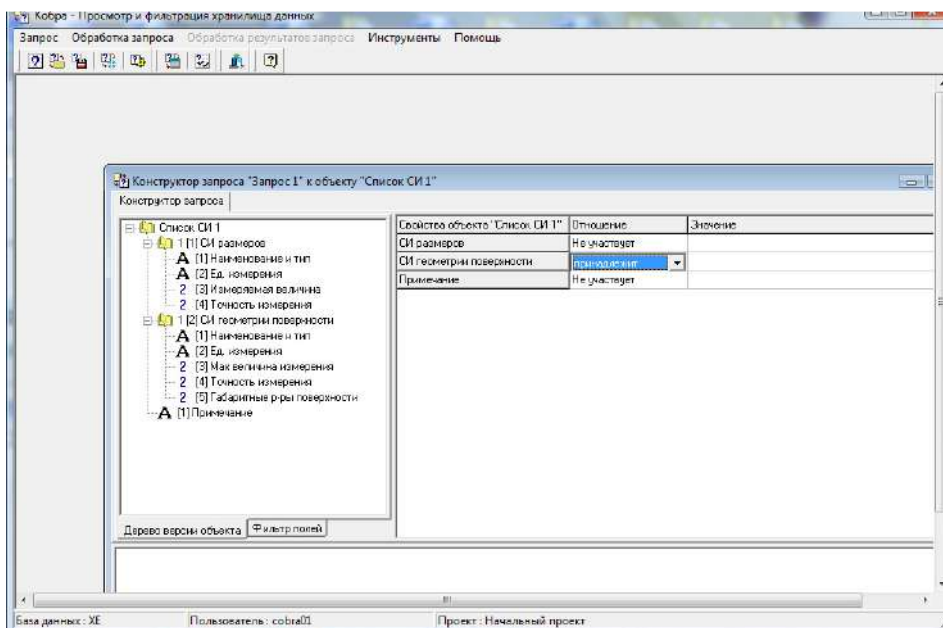 Кобра - Просмотр и фильтрация хранилища данных
Запрос Обработка запроса Обработка результатов запроса Инструменты Помощь
Конструктор запроса "Запрос 1" к объекту "Список СИ 1"
Конструктор запроса
Список СИ 1
1 [1] СИ размеров
A [1] Наименование и тип
A [2] Ед. измерения
2 [3] Измеряемая величина
2 [4] Точность измерения
1 [2] СИ геометрии поверхности
A [1] Наименование и тип
A [2] Ед. измерения
2 [3] Мах величина измерения
2 [4] Точность измерения
2 [5] Габаритные р-ры поверхности
A [1] Примечание
Дерево версии объекта Фильтр полей
Свойства объекта "Список СИ 1" Отношение Значение
СИ размеров Не участвует
СИ геометрии поверхности принадлежит
Примечание Не участвует
База данных : XE Пользователь : cobra01 Проект : Начальный проект